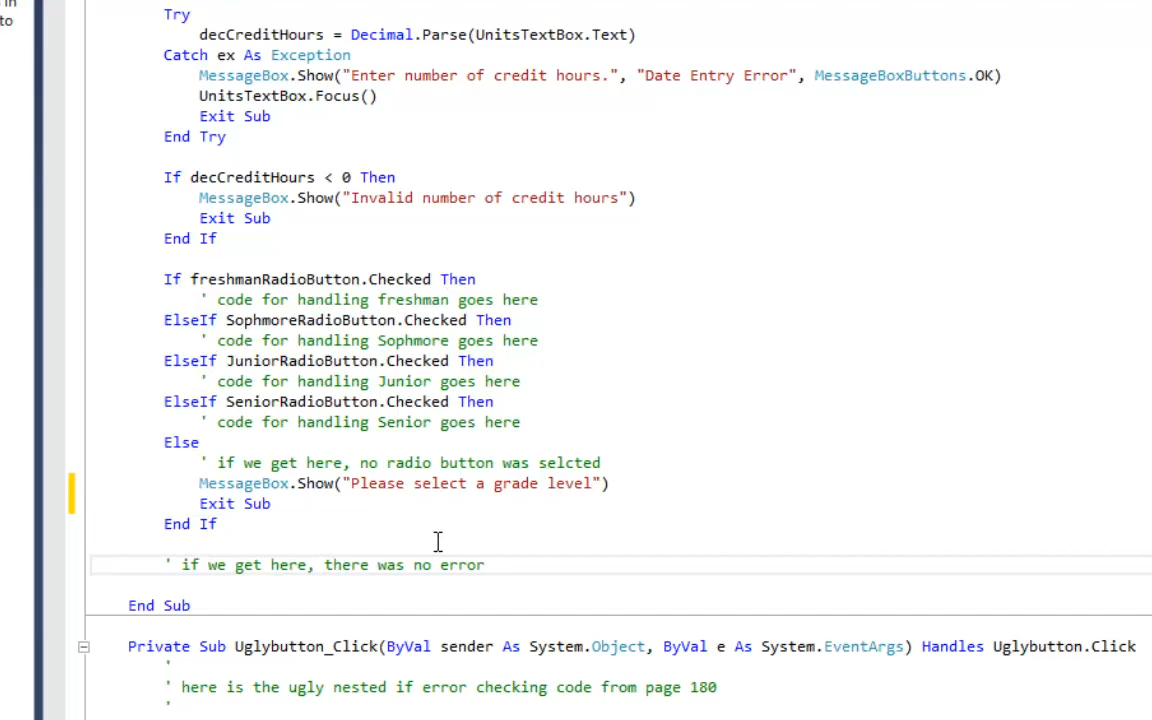 in
to
Try
decCreditHours = Decimal.Parse(UnitsTextBox.Text)
Catch ex As Exception
MessageBox.Show("Enter number of credit hours.", "Date Entry Error", MessageBoxButtons.OK)
UnitsTextBox.Focus()
Exit Sub
End Try
If decCreditHours < 0 Then
MessageBox.Show("Invalid number of credit hours")
Exit Sub
End If
If freshmanRadioButton.Checked Then
' code for handling freshman goes here
ElseIf SophmoreRadioButton.Checked Then
' code for handling Sophmore goes here
ElseIf JuniorRadioButton.Checked Then
' code for handling Junior goes here
ElseIf SeniorRadioButton.Checked Then
' code for handling Senior goes here
Else
' if we get here, no radio button was selcted
MessageBox.Show("Please select a grade level")
Exit Sub
End If
' if we get here, there was no error
End Sub
Private Sub Uglybutton_Click(ByVal sender As System.Object, ByVal e As System.EventArgs) Handles Uglybutton.Click
'
' here is the ugly nested if error checking code from page 180
'